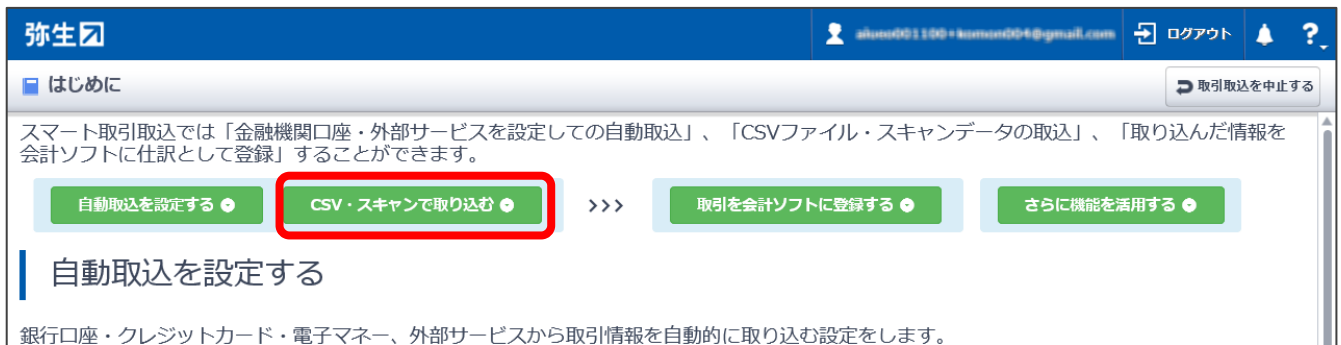 弥生
ログアウト
?
はじめに
取引取込を中止する
スマート取引取込では「金融機関口座・外部サービスを設定しての自動取込」、「CSVファイル・スキャンデータの取込」、「取り込んだ情報を
会計ソフトに仕訳として登録」することができます。
自動取込を設定する
CSV・スキャンで取り込む
>>>
取引を会計ソフトに登録する
さらに機能を活用する
自動取込を設定する
銀行口座・クレジットカード・電子マネー、外部サービスから取引情報を自動的に取り込む設定をします。